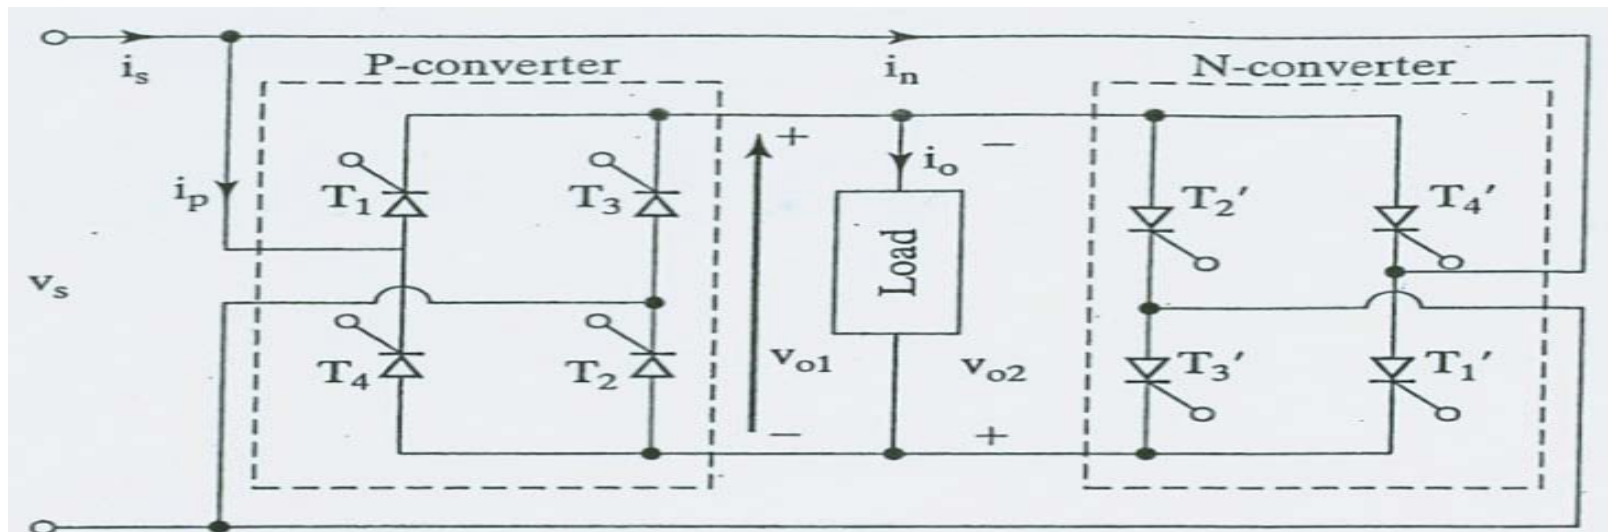 i_s
P-converter
i_n
N-converter
+
i_o
−
i_p
T_1
T_3
T_2′
T_4′
Load
v_s
T_4
T_2
v_o1
v_o2
T_3′
T_1′
−
+